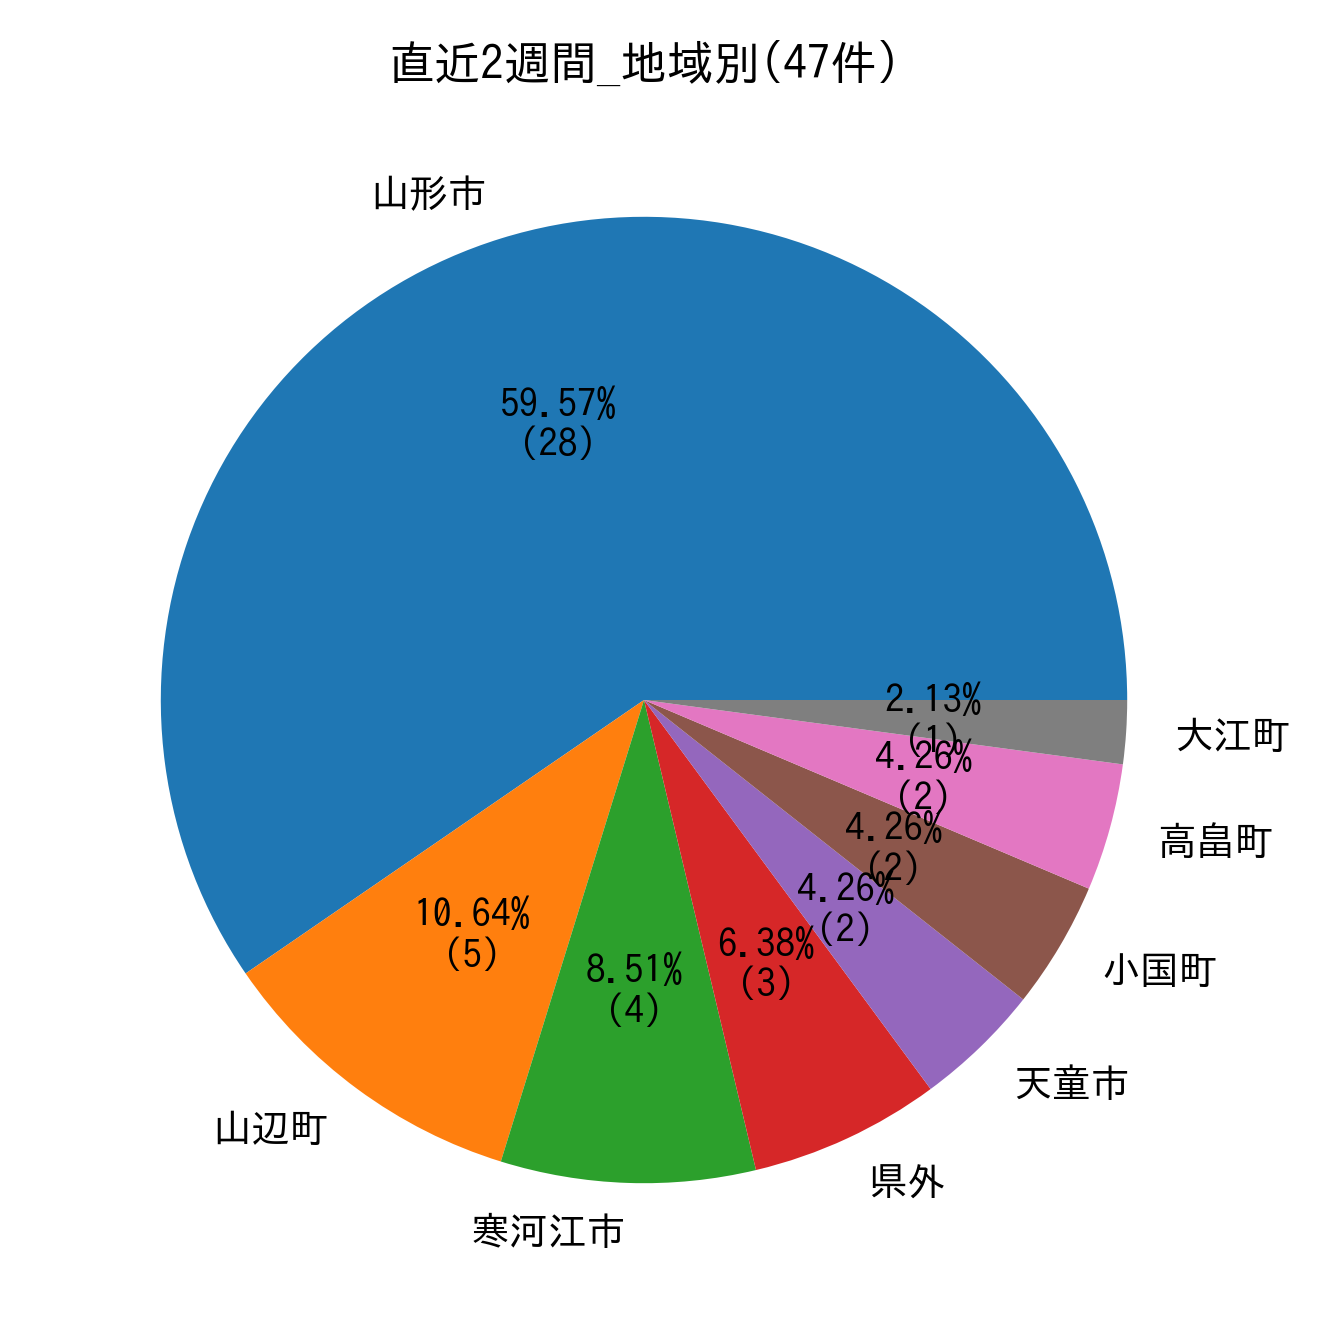 直近2週間_地域別(47件)
山形市
59.57%
(28)
2.13%
(1)
大江町
4.26%
(2)
高畠町
4.26%
(2)
小国町
4.26%
(2)
天童市
6.38%
(3)
県外
8.51%
(4)
寒河江市
10.64%
(5)
山辺町